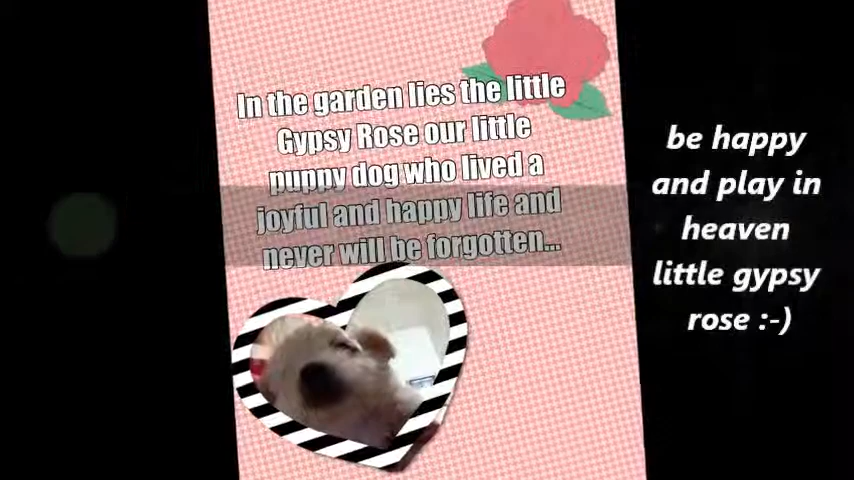 In the garden lies the little
Gypsy Rose our little
puppy dog who lived a
joyful and happy life and
never will be forgotten...
be happy
and play in
heaven
little gypsy
rose :-)